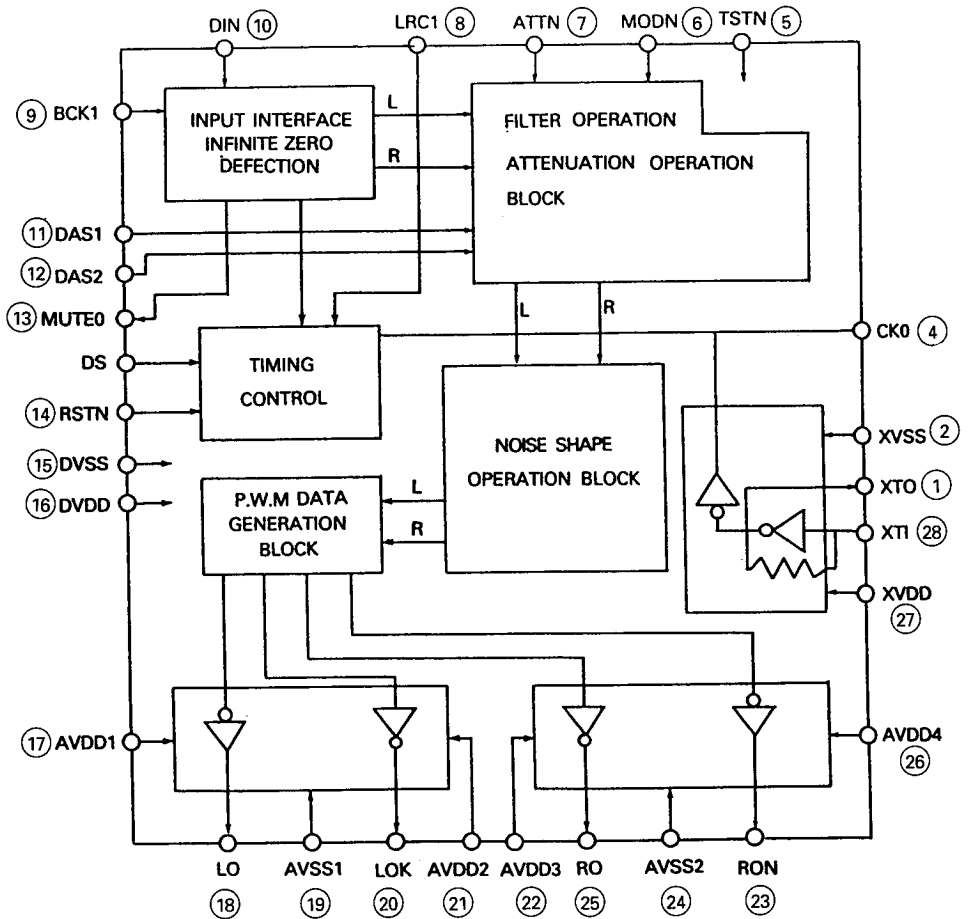 DIN 10
LRC1 8
ATTN 7
MODN 6
TSTN 5
9 BCK1
INPUT INTERFACE
INFINITE ZERO
DEFECTION
L
R
FILTER OPERATION
ATTENUATION OPERATION
BLOCK
11 DAS1
12 DAS2
13 MUTE0
DS
14 RSTN
15 DVSS
16 DVDD
TIMING
CONTROL
L
R
CK0 4
NOISE SHAPE
OPERATION BLOCK
XVSS 2
XTO 1
XTI 28
XVDD
27
P.W.M DATA
GENERATION
BLOCK
L
R
17 AVDD1
AVDD4
26
LO
AVSS1
LOK
AVDD2
AVDD3
RO
AVSS2
RON
18
19
20
21
22
25
24
23